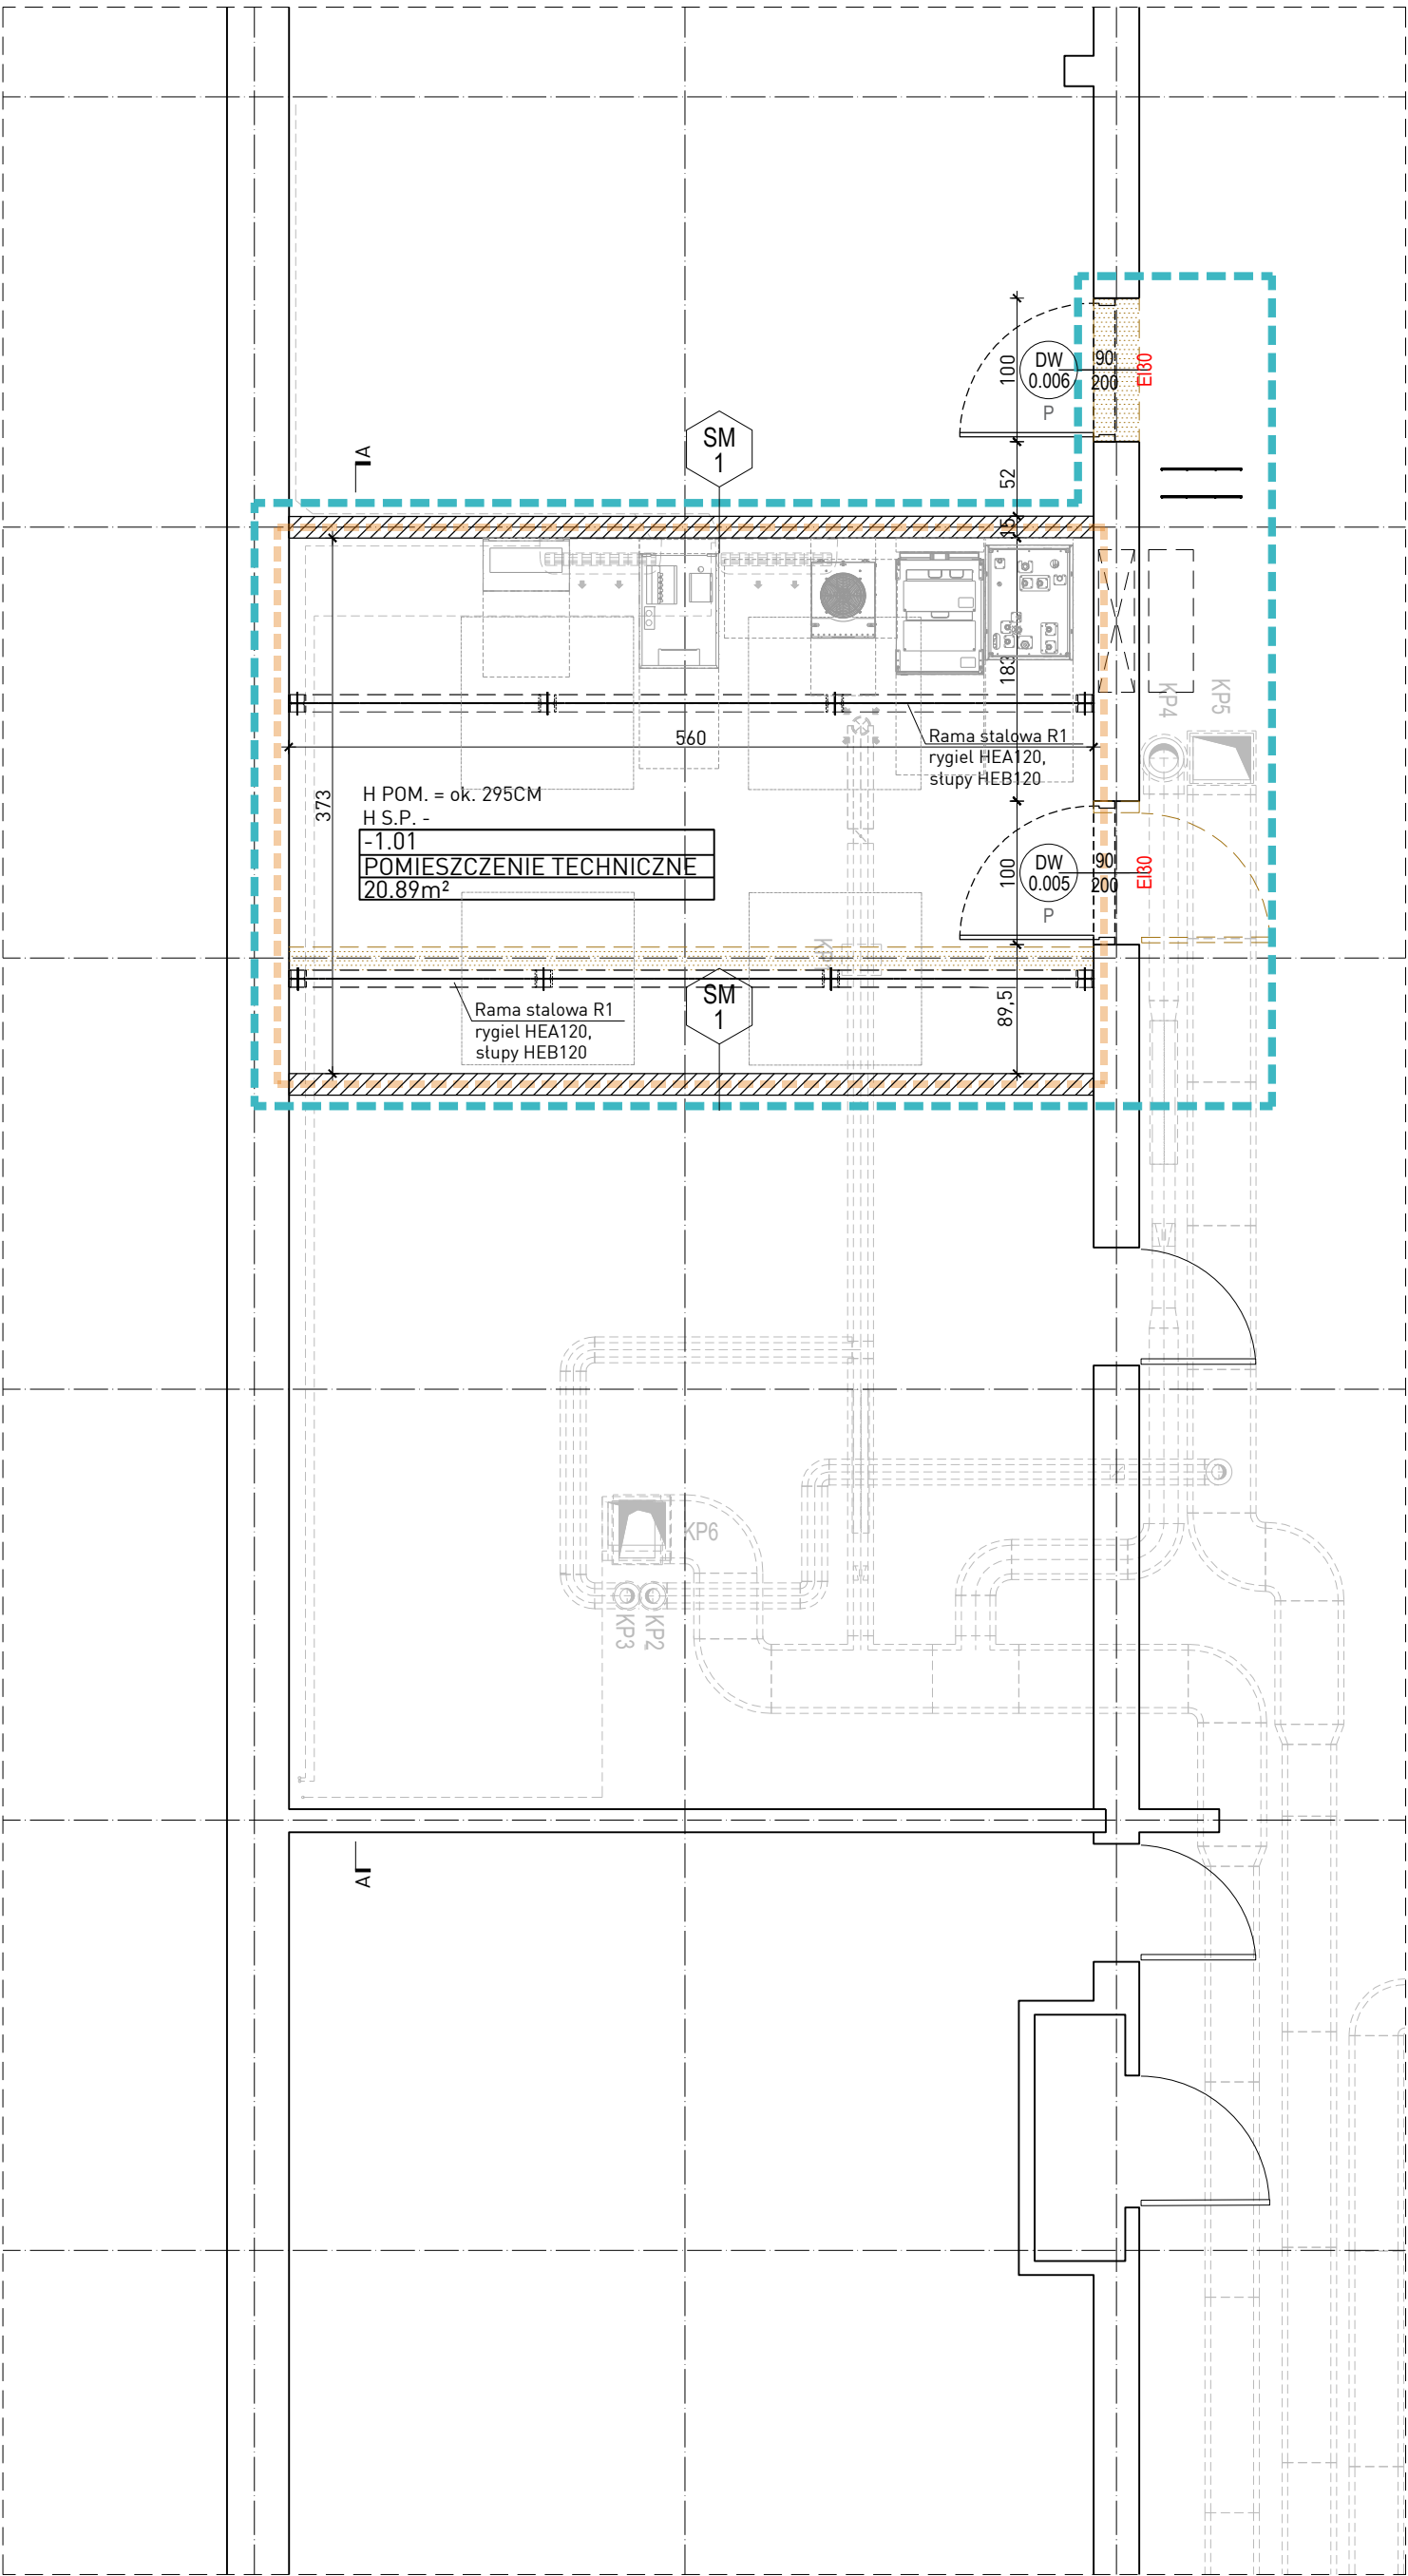 100
DW
0.006
P
90
200
EI30
A
SM
1
52
15
183
KP4
KP5
Rama stalowa R1
rygiel HEA120,
słupy HEB120
560
373
H POM. = ok. 295CM
H S.P. -
-1.01
POMIESZCZENIE TECHNICZNE
20.89m²
100
DW
0.005
P
90
200
EI30
SM
1
89,5
Rama stalowa R1
rygiel HEA120,
słupy HEB120
KP6
KP3
KP2
A